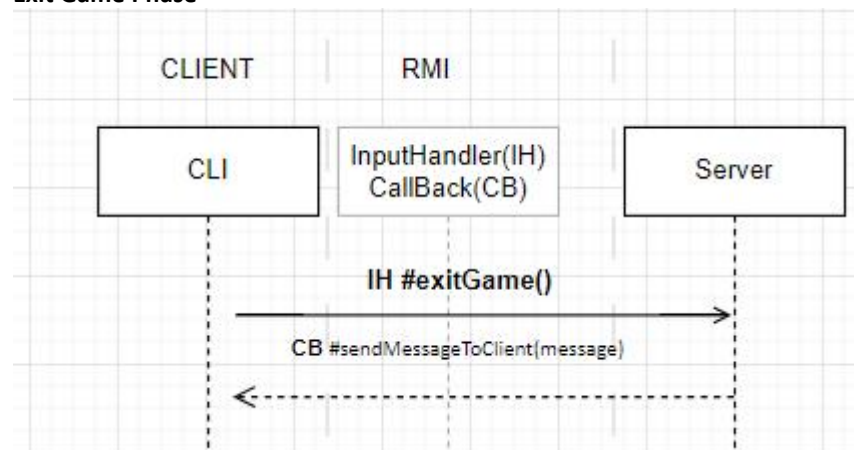 Exit Game Phase
CLIENT RMI
CLI
InputHandler(IH)
CallBack(CB)
Server
IH #exitGame()
CB #sendMessageToClient(message)